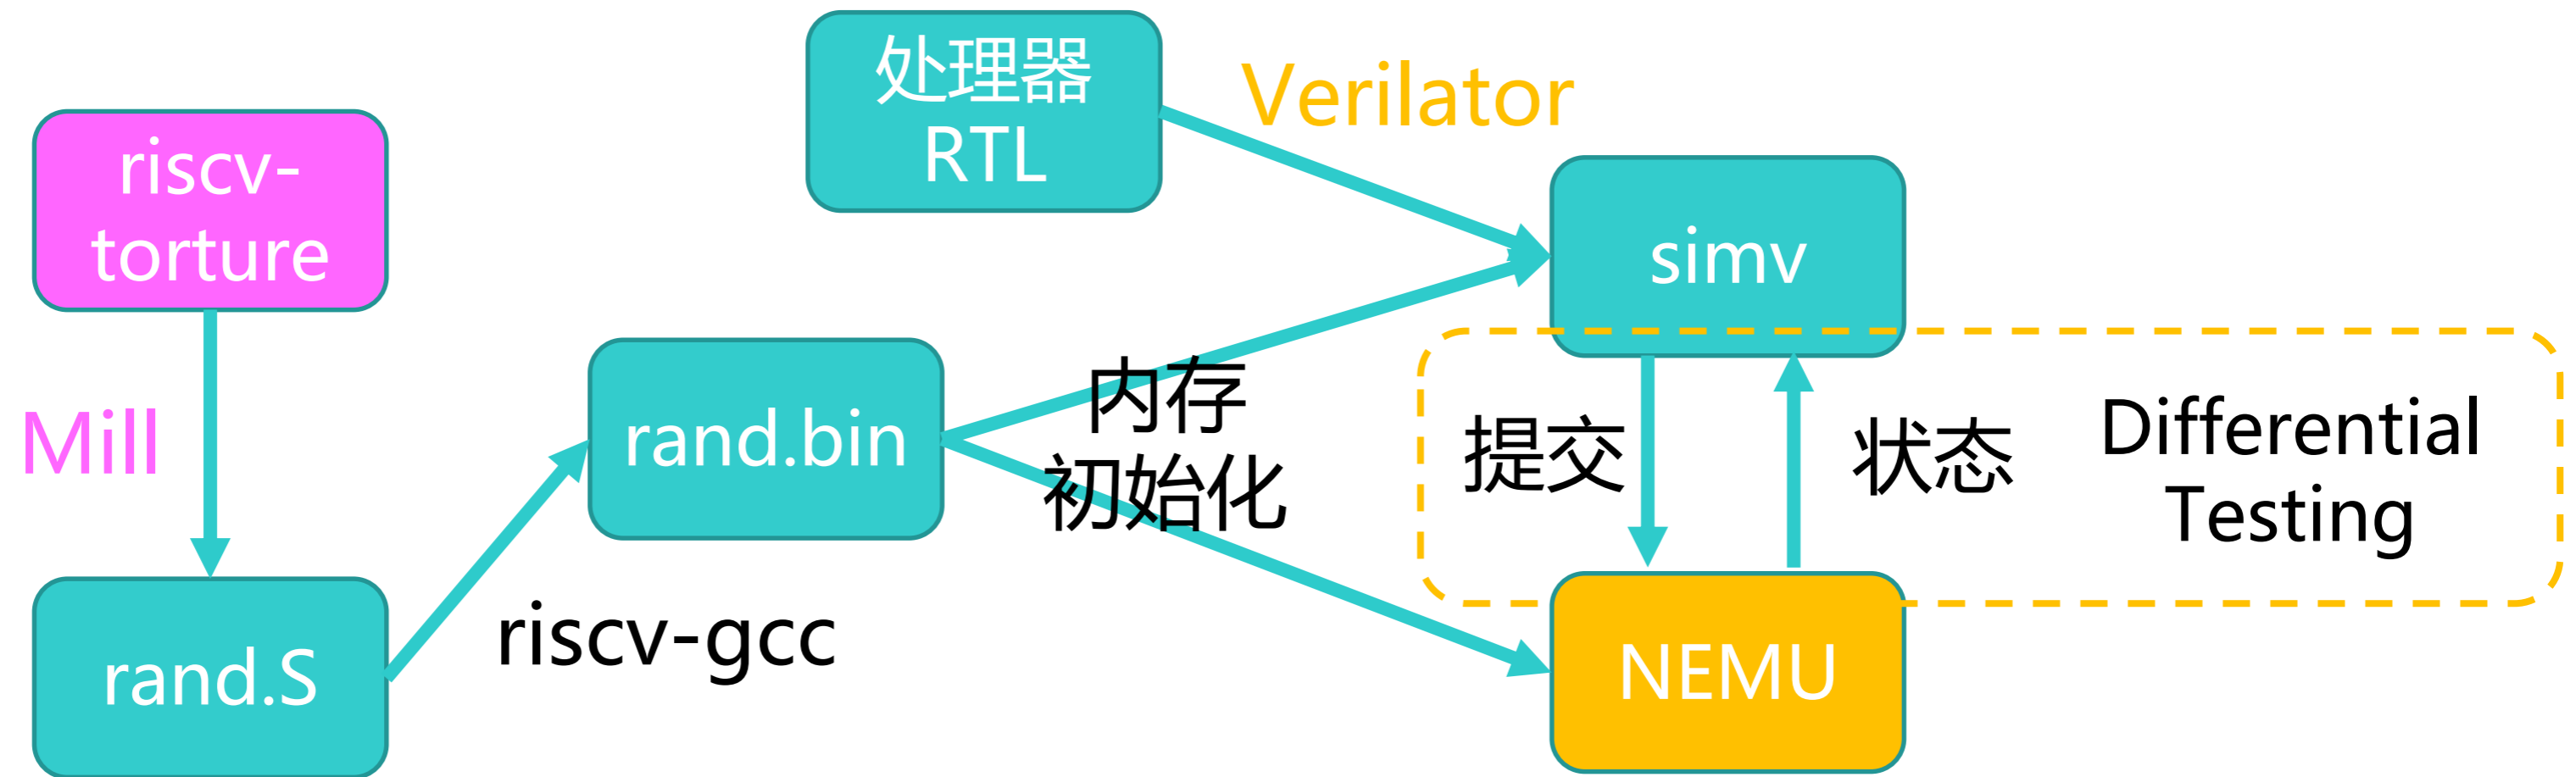 处理器
RTL
Verilator
riscv-
torture
simv
Mill
rand.bin
内存
初始化
提交
状态
Differential
Testing
rand.S
riscv-gcc
NEMU